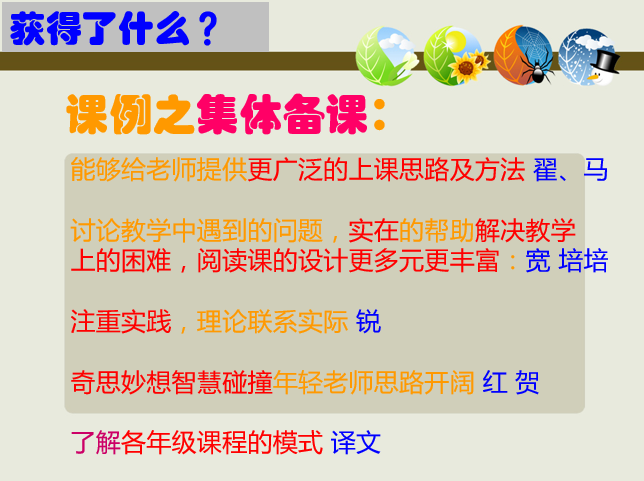 获得了什么？
课例之集体备课：
能够给老师提供更广泛的上课思路及方法 翟、马
讨论教学中遇到的问题，实在的帮助解决教学
上的困难，阅读课的设计更多元更丰富：宽 培培
注重实践，理论联系实际 锐
奇思妙想智慧碰撞年轻老师思路开阔 红 贺
了解各年级课程的模式 译文